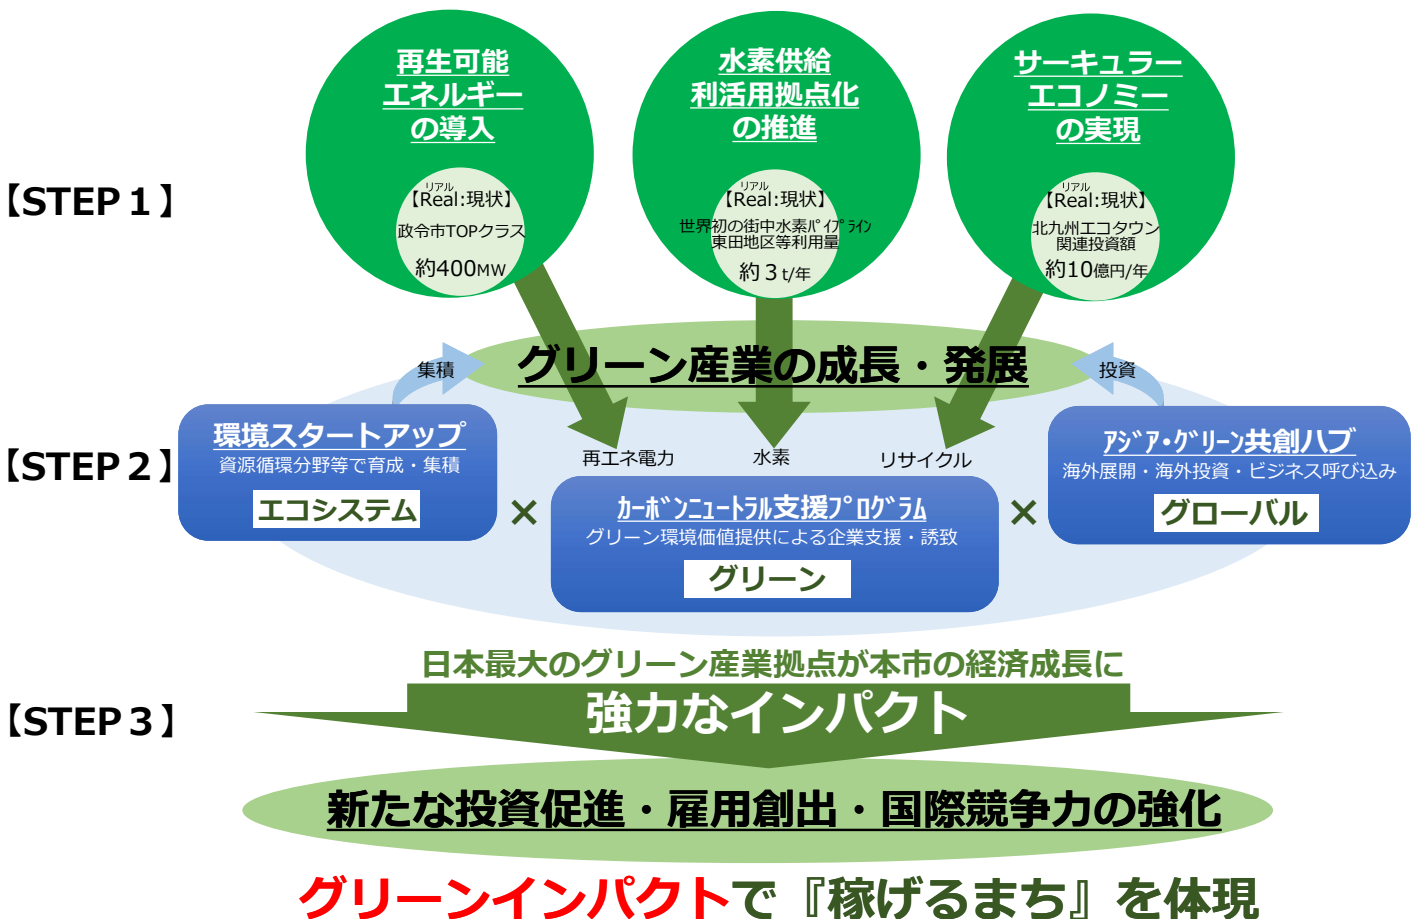 【STEP１】
再生可能
エネルギー
の導入
リアル
【Real:現状】
政令市TOPクラス
約400MW
水素供給
利活用拠点化
の推進
リアル
【Real:現状】
世界初の街中水素ﾊﾟｲﾌﾟﾗｲﾝ
東田地区等利用量
約３t/年
サーキュラー
エコノミー
の実現
リアル
【Real:現状】
北九州エコタウン
関連投資額
約10億円/年
【STEP２】
グリーン産業の成長・発展
集積
投資
環境スタートアップ
資源循環分野等で育成・集積
エコシステム
×
再エネ電力
水素
リサイクル
ｶｰﾎﾞﾝﾆｭｰﾄﾗﾙ支援ﾌﾟﾛｸﾞﾗﾑ
グリーン環境価値提供による企業支援・誘致
グリーン
×
ｱｼﾞｱ・ｸﾞﾘｰﾝ共創ハブ
海外展開・海外投資・ビジネス呼び込み
グローバル
【STEP３】
日本最大のグリーン産業拠点が本市の経済成長に
強力なインパクト
新たな投資促進・雇用創出・国際競争力の強化
グリーンインパクトで『稼げるまち』を体現